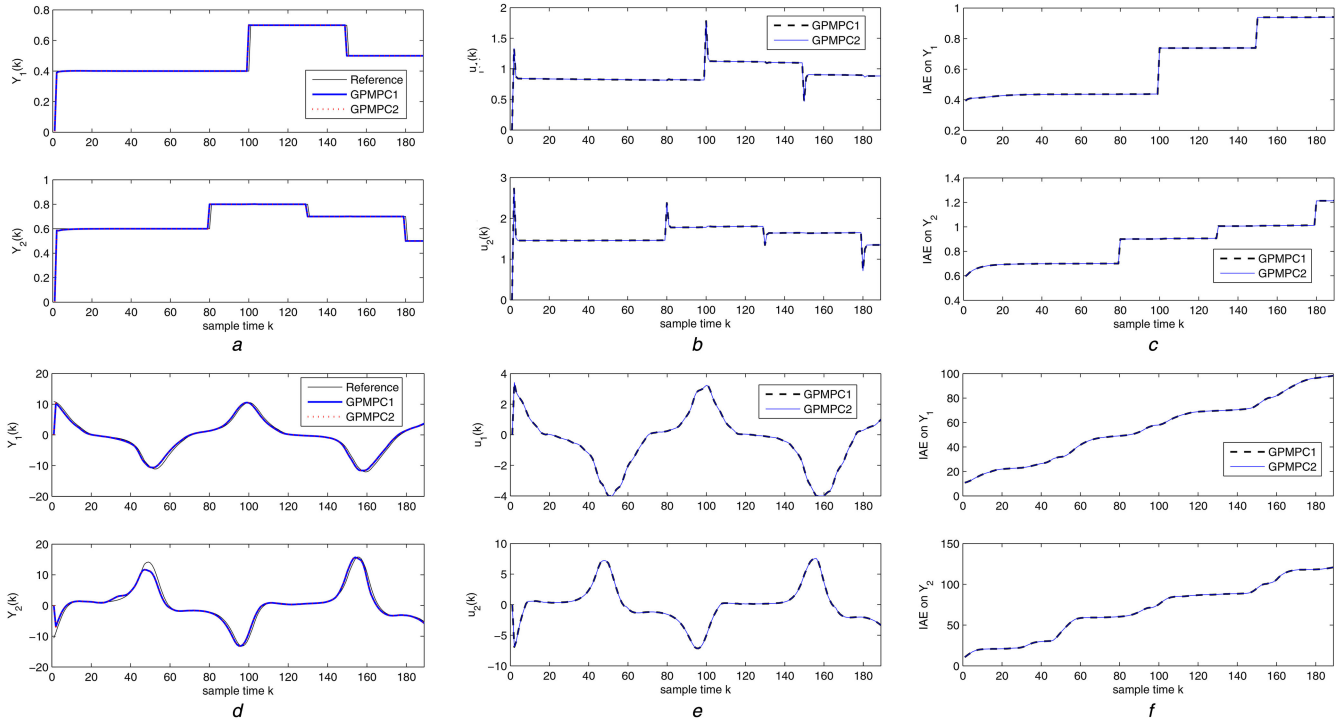 0.8
0.6
0.4
0.2
0
Y1(k)
Reference
GPMPC1
GPMPC2
0 20 40 60 80 100 120 140 160 180
1
0.8
0.6
0.4
0.2
0
Y2(k)
0 20 40 60 80 100 120 140 160 180
sample time k
a
2
1.5
1
0.5
0
(k)
GPMPC1
GPMPC2
0 20 40 60 80 100 120 140 160 180
3
2
1
0
u2(k)
0 20 40 60 80 100 120 140 160 180
sample time k
b
1
0.8
0.6
0.4
0.2
IAE on Y1
0 20 40 60 80 100 120 140 160 180
1.4
1.2
1
0.8
0.6
0.4
IAE on Y2
GPMPC1
GPMPC2
0 20 40 60 80 100 120 140 160 180
sample time k
c
20
10
0
−10
−20
Y1(k)
Reference
GPMPC1
GPMPC2
0 20 40 60 80 100 120 140 160 180
20
10
0
−10
−20
Y2(k)
0 20 40 60 80 100 120 140 160 180
sample time k
d
4
2
0
−2
−4
u1(k)
GPMPC1
GPMPC2
0 20 40 60 80 100 120 140 160 180
10
5
0
−5
−10
u2(k)
0 20 40 60 80 100 120 140 160 180
sample time k
e
100
80
60
40
20
0
IAE on Y1
GPMPC1
GPMPC2
0 20 40 60 80 100 120 140 160 180
150
100
50
0
IAE on Y2
0 20 40 60 80 100 120 140 160 180
sample time k
f